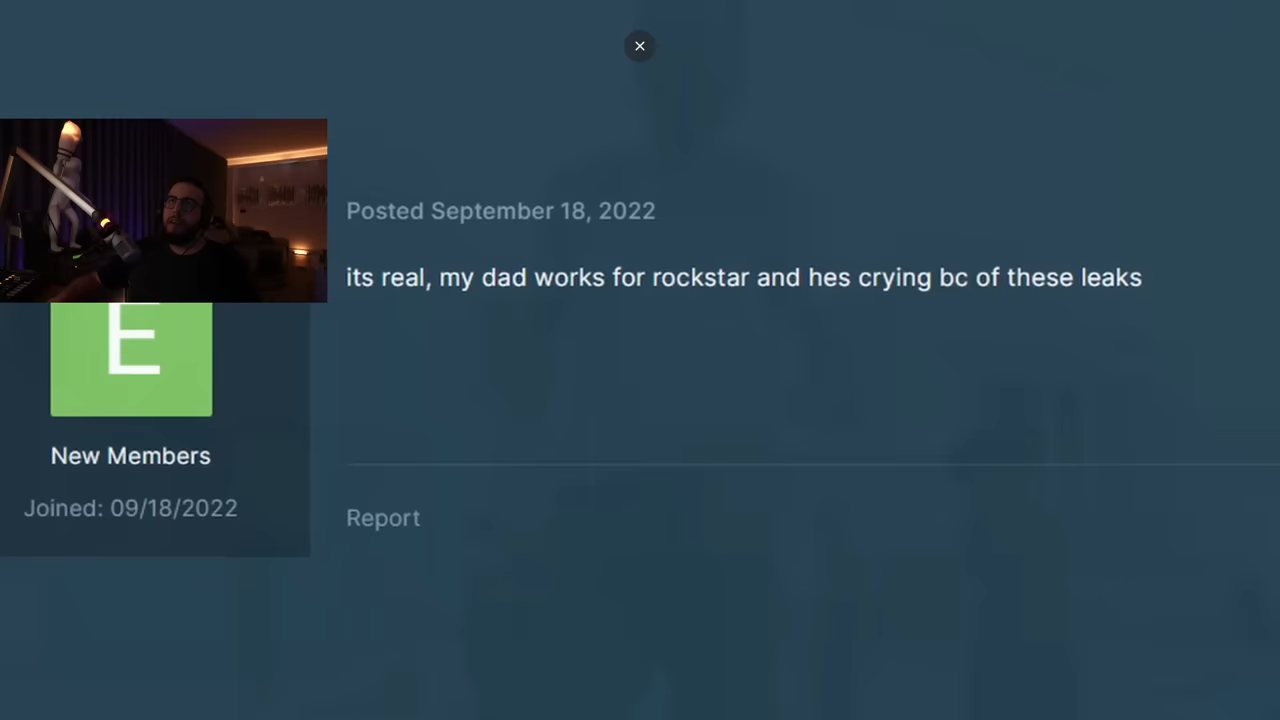 Posted September 18, 2022
its real, my dad works for rockstar and hes crying bc of these leaks
E
New Members
Joined: 09/18/2022
Report